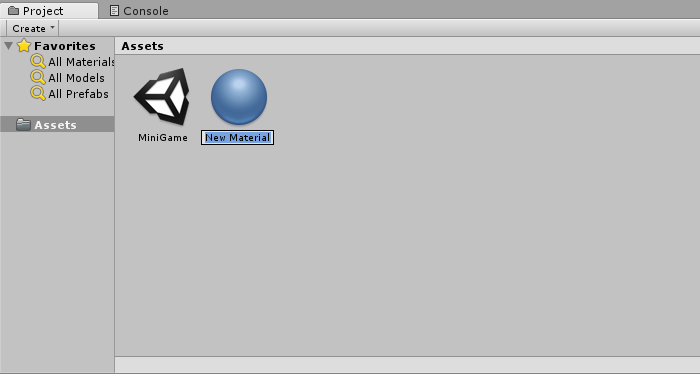 Project
Console
Create
Favorites
All Materials
All Models
All Prefabs
Assets
Assets
MiniGame
New Material